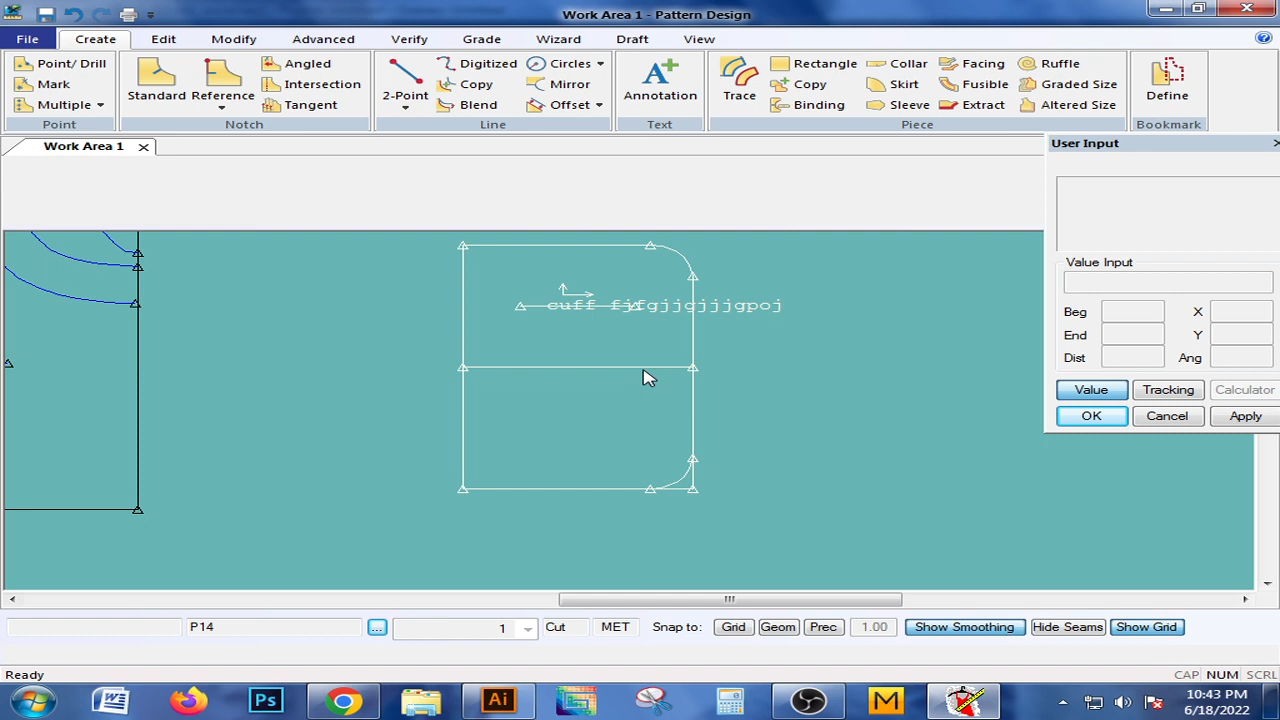 Work Area 1 - Pattern Design
File Create Edit Modify Advanced Verify Grade Wizard Draft View
Point/ Drill Angled Digitized Circles Rectangle Collar Facing Ruffle
Mark Intersection Copy Mirror Copy Skirt Fusible Graded Size
Standard Reference 2-Point Annotation Trace Define
Multiple Tangent Blend Offset Binding Sleeve Extract Altered Size
Point Notch Line Text Piece Bookmark
Work Area 1
User Input
Value Input
Beg X
End Y
Dist Ang
Value Tracking Calculator
OK Cancel Apply
cuff fjfgjjgjjjgpoj
P14 ... 1 Cut MET Snap to: Grid Geom Prec 1.00 Show Smoothing Hide Seams Show Grid
Ready CAP NUM SCRL
W Ps Ai M 10:43 PM
6/18/2022